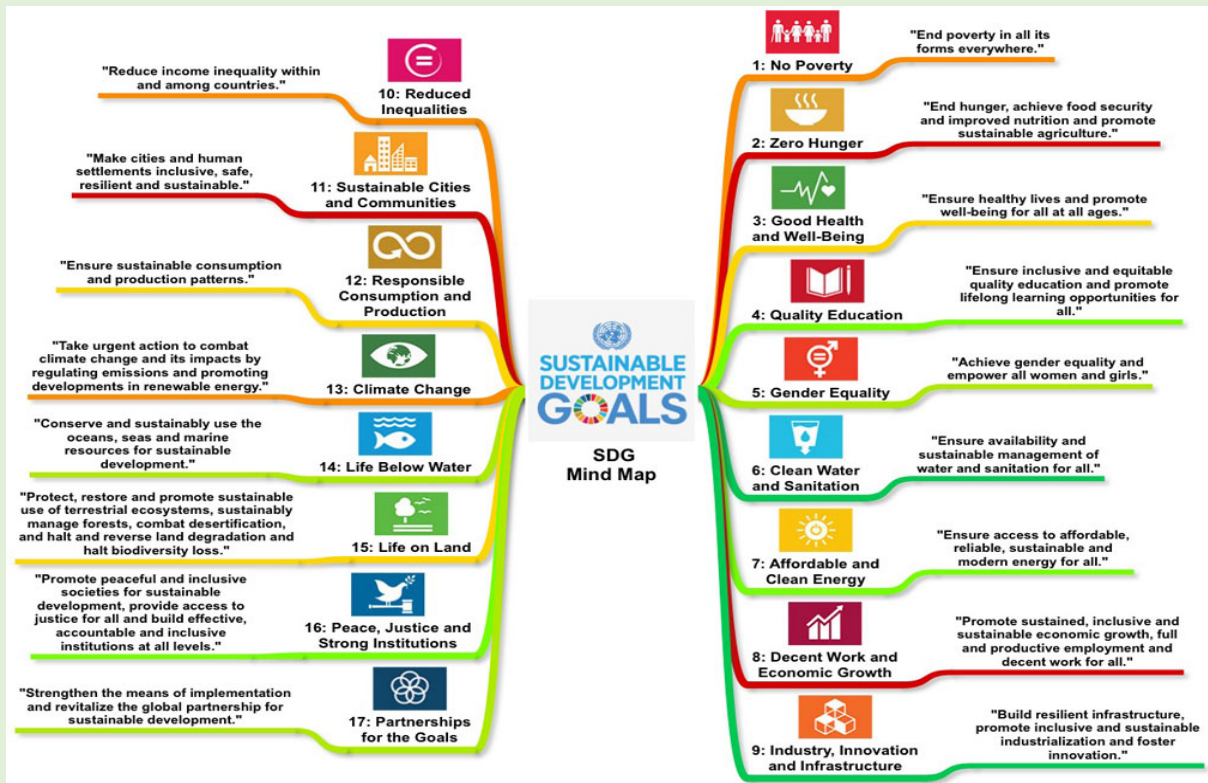 SUSTAINABLE
DEVELOPMENT
GOALS
SDG
Mind Map
1: No Poverty
"End poverty in all its
forms everywhere."
2: Zero Hunger
"End hunger, achieve food security
and improved nutrition and promote
sustainable agriculture."
3: Good Health
and Well-Being
"Ensure healthy lives and promote
well-being for all at all ages."
4: Quality Education
"Ensure inclusive and equitable
quality education and promote
lifelong learning opportunities for
all."
5: Gender Equality
"Achieve gender equality and
empower all women and girls."
6: Clean Water
and Sanitation
"Ensure availability and
sustainable management of
water and sanitation for all."
7: Affordable and
Clean Energy
"Ensure access to affordable,
reliable, sustainable and
modern energy for all."
8: Decent Work and
Economic Growth
"Promote sustained, inclusive and
sustainable economic growth, full
and productive employment and
decent work for all."
9: Industry, Innovation
and Infrastructure
"Build resilient infrastructure,
promote inclusive and sustainable
industrialization and foster
innovation."
10: Reduced
Inequalities
"Reduce income inequality within
and among countries."
11: Sustainable Cities
and Communities
"Make cities and human
settlements inclusive, safe,
resilient and sustainable."
12: Responsible
Consumption and
Production
"Ensure sustainable consumption
and production patterns."
13: Climate Change
"Take urgent action to combat
climate change and its impacts by
regulating emissions and promoting
developments in renewable energy."
14: Life Below Water
"Conserve and sustainably use the
oceans, seas and marine
resources for sustainable
development."
15: Life on Land
"Protect, restore and promote sustainable
use of terrestrial ecosystems, sustainably
manage forests, combat desertification,
and halt and reverse land degradation and
halt biodiversity loss."
16: Peace, Justice and
Strong Institutions
"Promote peaceful and inclusive
societies for sustainable
development, provide access to
justice for all and build effective,
accountable and inclusive
institutions at all levels."
17: Partnerships
for the Goals
"Strengthen the means of implementation
and revitalize the global partnership for
sustainable development."